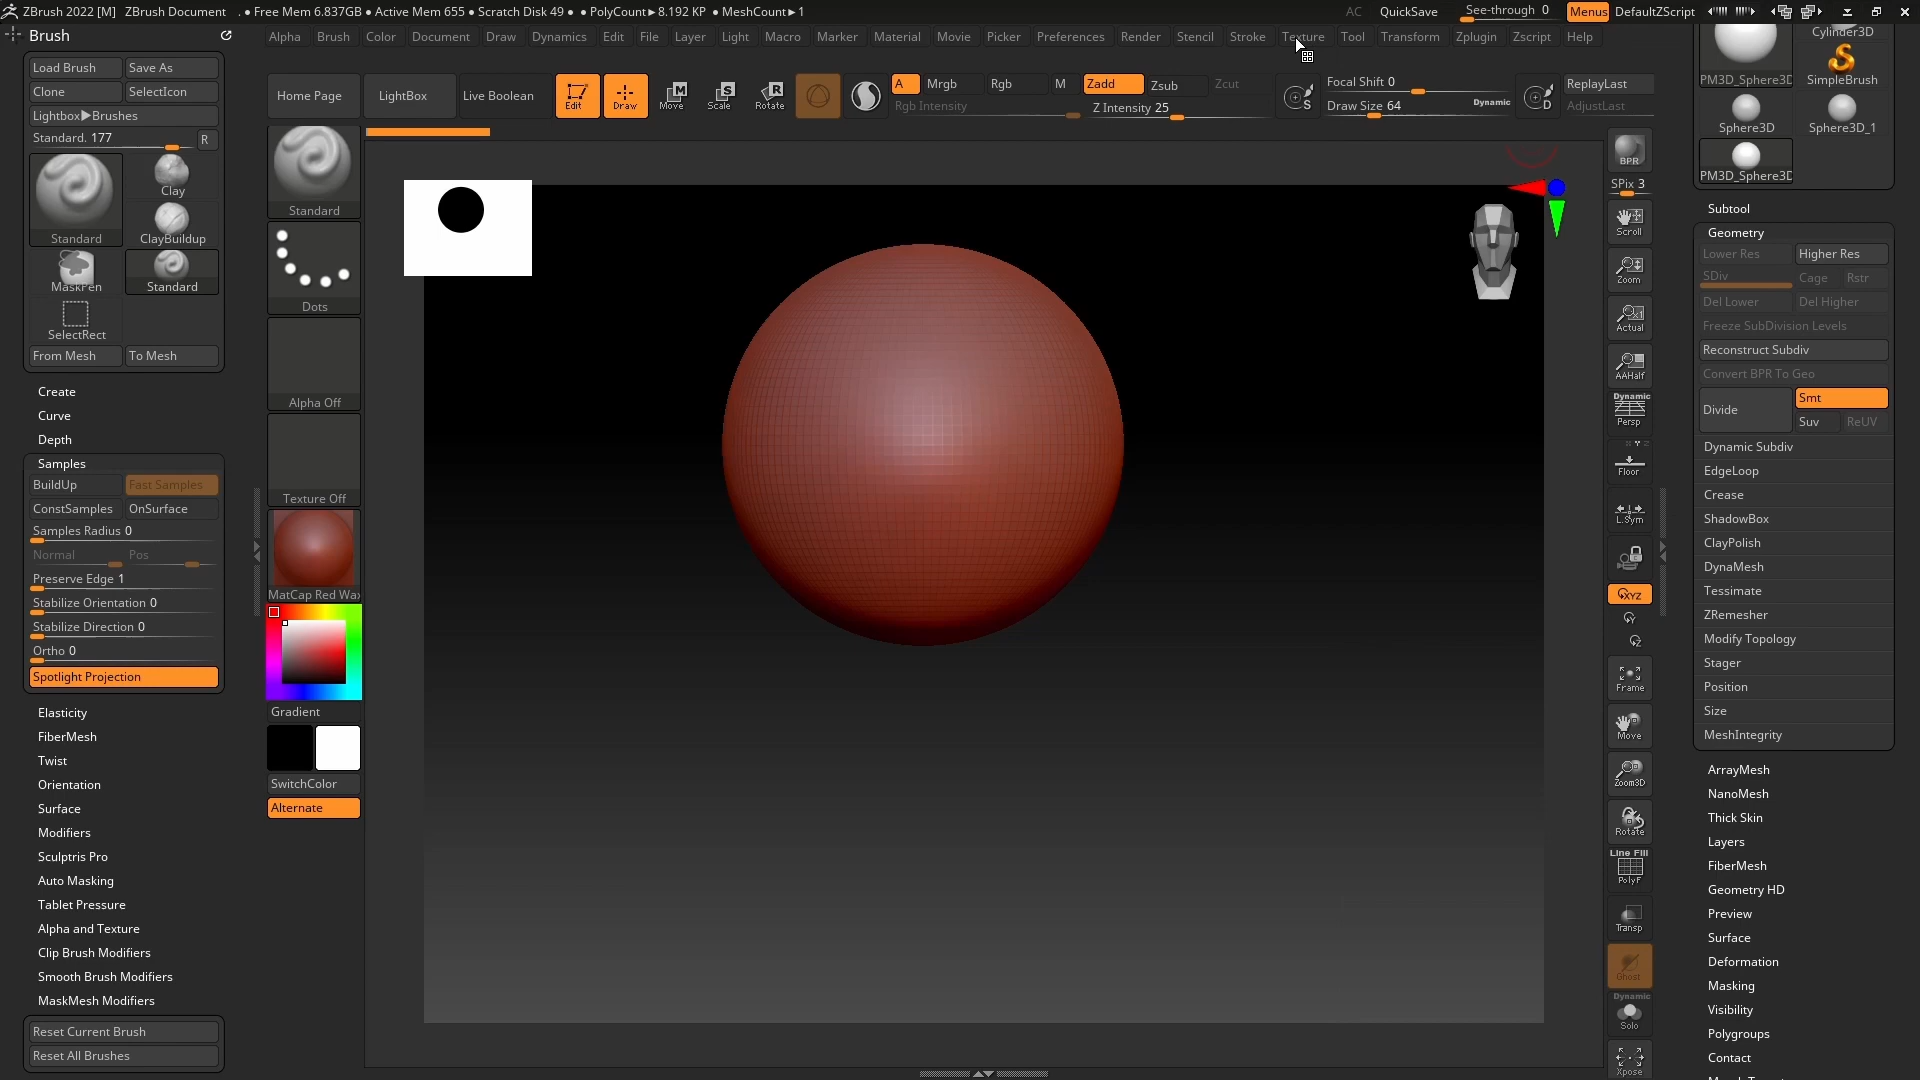 ZBrush 2022 [M] ZBrush Document . ● Free Mem 6.837GB ● Active Mem 655 ● Scratch Disk 49 ● ● PolyCount► 8.192 KP ● MeshCount► 1
AC QuickSave See-through 0 Menus DefaultZScript
Brush
Alpha Brush Color Document Draw Dynamics Edit File Layer Light Macro Marker Material Movie Picker Preferences Render Stencil Stroke Texture Tool Transform Zplugin Zscript Help
Load Brush Save As
Clone SelectIcon
Lightbox►Brushes
Standard. 177 R
Standard
Clay
ClayBuildup
MaskPen Standard
SelectRect
From Mesh To Mesh
Create
Curve
Depth
Samples
BuildUp Fast Samples
ConstSamples OnSurface
Samples Radius 0
Normal Pos
Preserve Edge 1
Stabilize Orientation 0
Stabilize Direction 0
Ortho 0
Spotlight Projection
Elasticity
FiberMesh
Twist
Orientation
Surface
Modifiers
Sculptris Pro
Auto Masking
Tablet Pressure
Alpha and Texture
Clip Brush Modifiers
Smooth Brush Modifiers
MaskMesh Modifiers
Reset Current Brush
Reset All Brushes
Home Page LightBox Live Boolean Edit Draw Move Scale Rotate
A Mrgb Rgb M Zadd Zsub Zcut
Rgb Intensity Z Intensity 25
Focal Shift 0
Draw Size 64 Dynamic
S D
ReplayLast
AdjustLast
Standard
Dots
Alpha Off
Texture Off
MatCap Red Wax
Gradient
SwitchColor
Alternate
BPR
SPix 3
Scroll
Zoom
Actual
AAHalf
Dynamic
Persp
Floor
L.Sym
XYZ
Frame
Move
Zoom3D
Rotate
Line Fill
PolyF
Transp
Ghost
Dynamic
Solo
Xpose
PM3D_Sphere3D Cylinder3D
SimpleBrush
Sphere3D Sphere3D_1
PM3D_Sphere3D
Subtool
Geometry
Lower Res Higher Res
SDiv Cage Rstr
Del Lower Del Higher
Freeze SubDivision Levels
Reconstruct Subdiv
Convert BPR To Geo
Divide Smt
Suv ReUV
Dynamic Subdiv
EdgeLoop
Crease
ShadowBox
ClayPolish
DynaMesh
Tessimate
ZRemesher
Modify Topology
Stager
Position
Size
MeshIntegrity
ArrayMesh
NanoMesh
Thick Skin
Layers
FiberMesh
Geometry HD
Preview
Surface
Deformation
Masking
Visibility
Polygroups
Contact